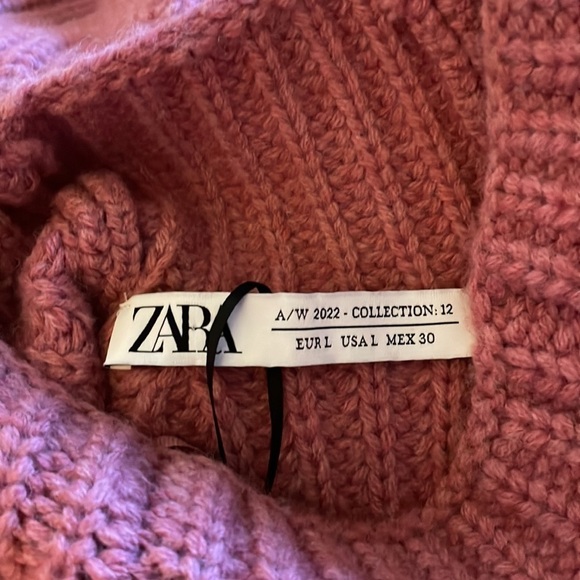 ZARA
A/W 2022 - COLLECTION: 12
EUR L USA L MEX 30